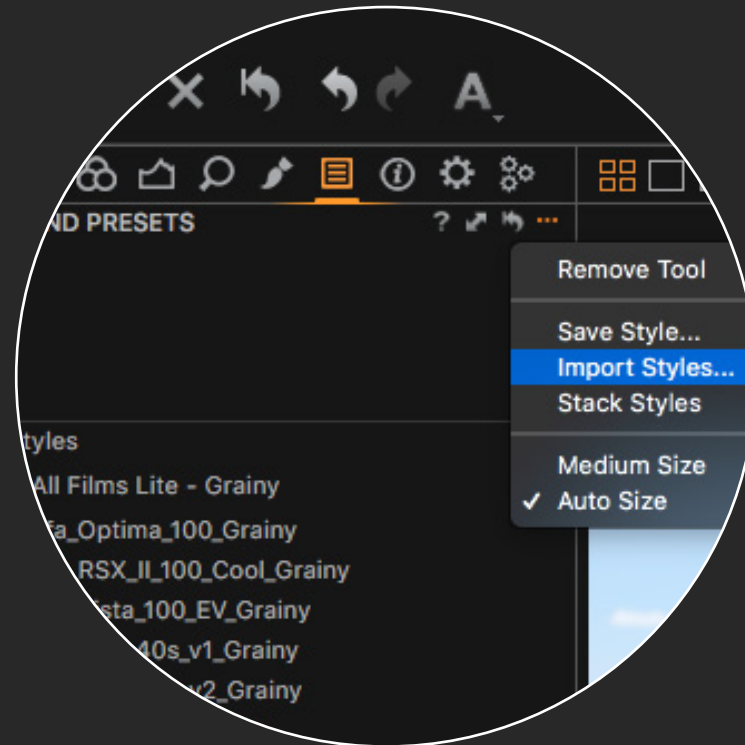 A
ND PRESETS ?
Remove Tool
Save Style...
Import Styles...
Stack Styles
Medium Size
✓ Auto Size
tyles
All Films Lite - Grainy
fa_Optima_100_Grainy
RSX_II_100_Cool_Grainy
ista_100_EV_Grainy
40s_v1_Grainy
v2_Grainy